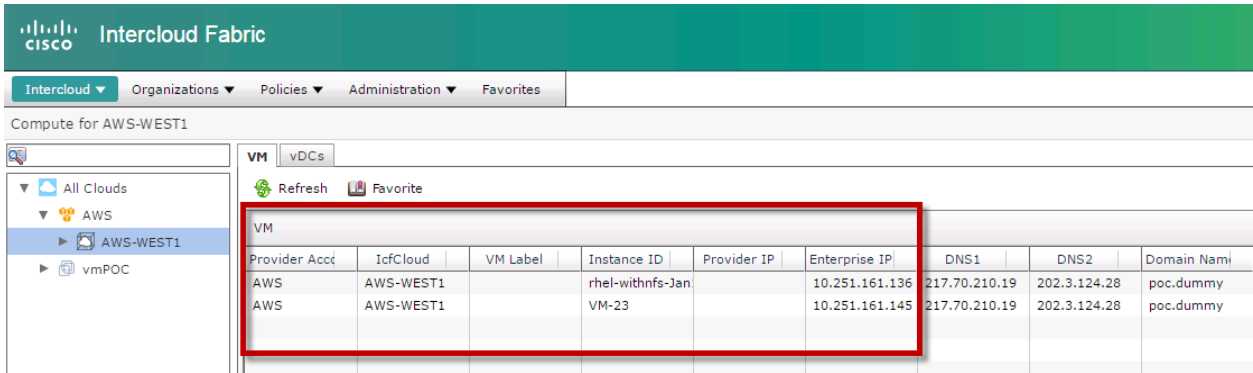 CISCO Intercloud Fabric
Intercloud ▼ Organizations ▼ Policies ▼ Administration ▼ Favorites
Compute for AWS-WEST1
VM vDCs
Refresh Favorite
All Clouds
AWS
AWS-WEST1
vmPOC
VM
Provider Acco IcfCloud VM Label Instance ID Provider IP Enterprise IP DNS1 DNS2 Domain Name
AWS AWS-WEST1 rhel-withnfs-Jan 10.251.161.136 217.70.210.19 202.3.124.28 poc.dummy
AWS AWS-WEST1 VM-23 10.251.161.145 217.70.210.19 202.3.124.28 poc.dummy